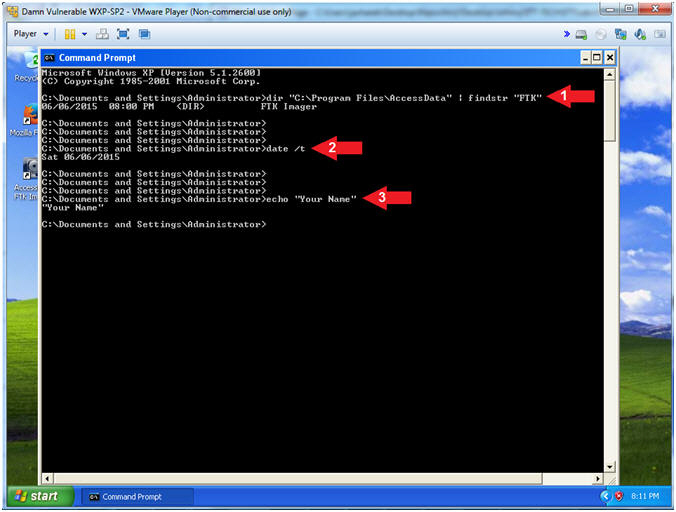 Damn Vulnerable WXP-SP2 - VMware Player (Non-commercial use only)
Player
Command Prompt
Microsoft Windows XP [Version 5.1.2600]
(C) Copyright 1985-2001 Microsoft Corp.
C:\Documents and Settings\Administrator>dir "C:\Program Files\AccessData" | findstr "FTK"
1
06/06/2015  08:00 PM    <DIR>          FTK Imager
C:\Documents and Settings\Administrator>
C:\Documents and Settings\Administrator>
C:\Documents and Settings\Administrator>
C:\Documents and Settings\Administrator>date /t
2
Sat 06/06/2015
C:\Documents and Settings\Administrator>
C:\Documents and Settings\Administrator>
C:\Documents and Settings\Administrator>
C:\Documents and Settings\Administrator>echo "Your Name"
3
"Your Name"
C:\Documents and Settings\Administrator>
Recyc
Mozilla F
Access
FTK Im
start
Command Prompt
8:11 PM